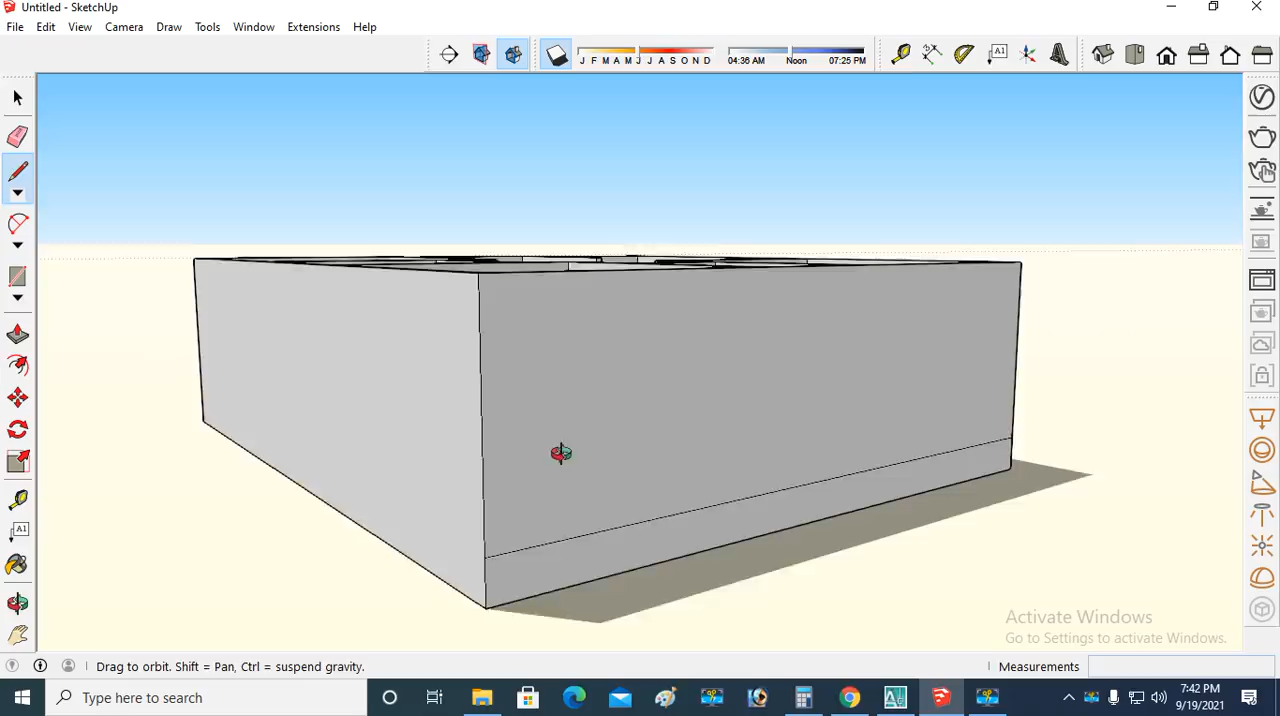 Untitled - SketchUp
File Edit View Camera Draw Tools Window Extensions Help
J F M A M J J A S O N D 04:36 AM Noon 07:25 PM A1
A1
Activate Windows
Go to Settings to activate Windows.
Drag to orbit. Shift = Pan, Ctrl = suspend gravity. Measurements
Type here to search
7:42 PM
9/19/2021